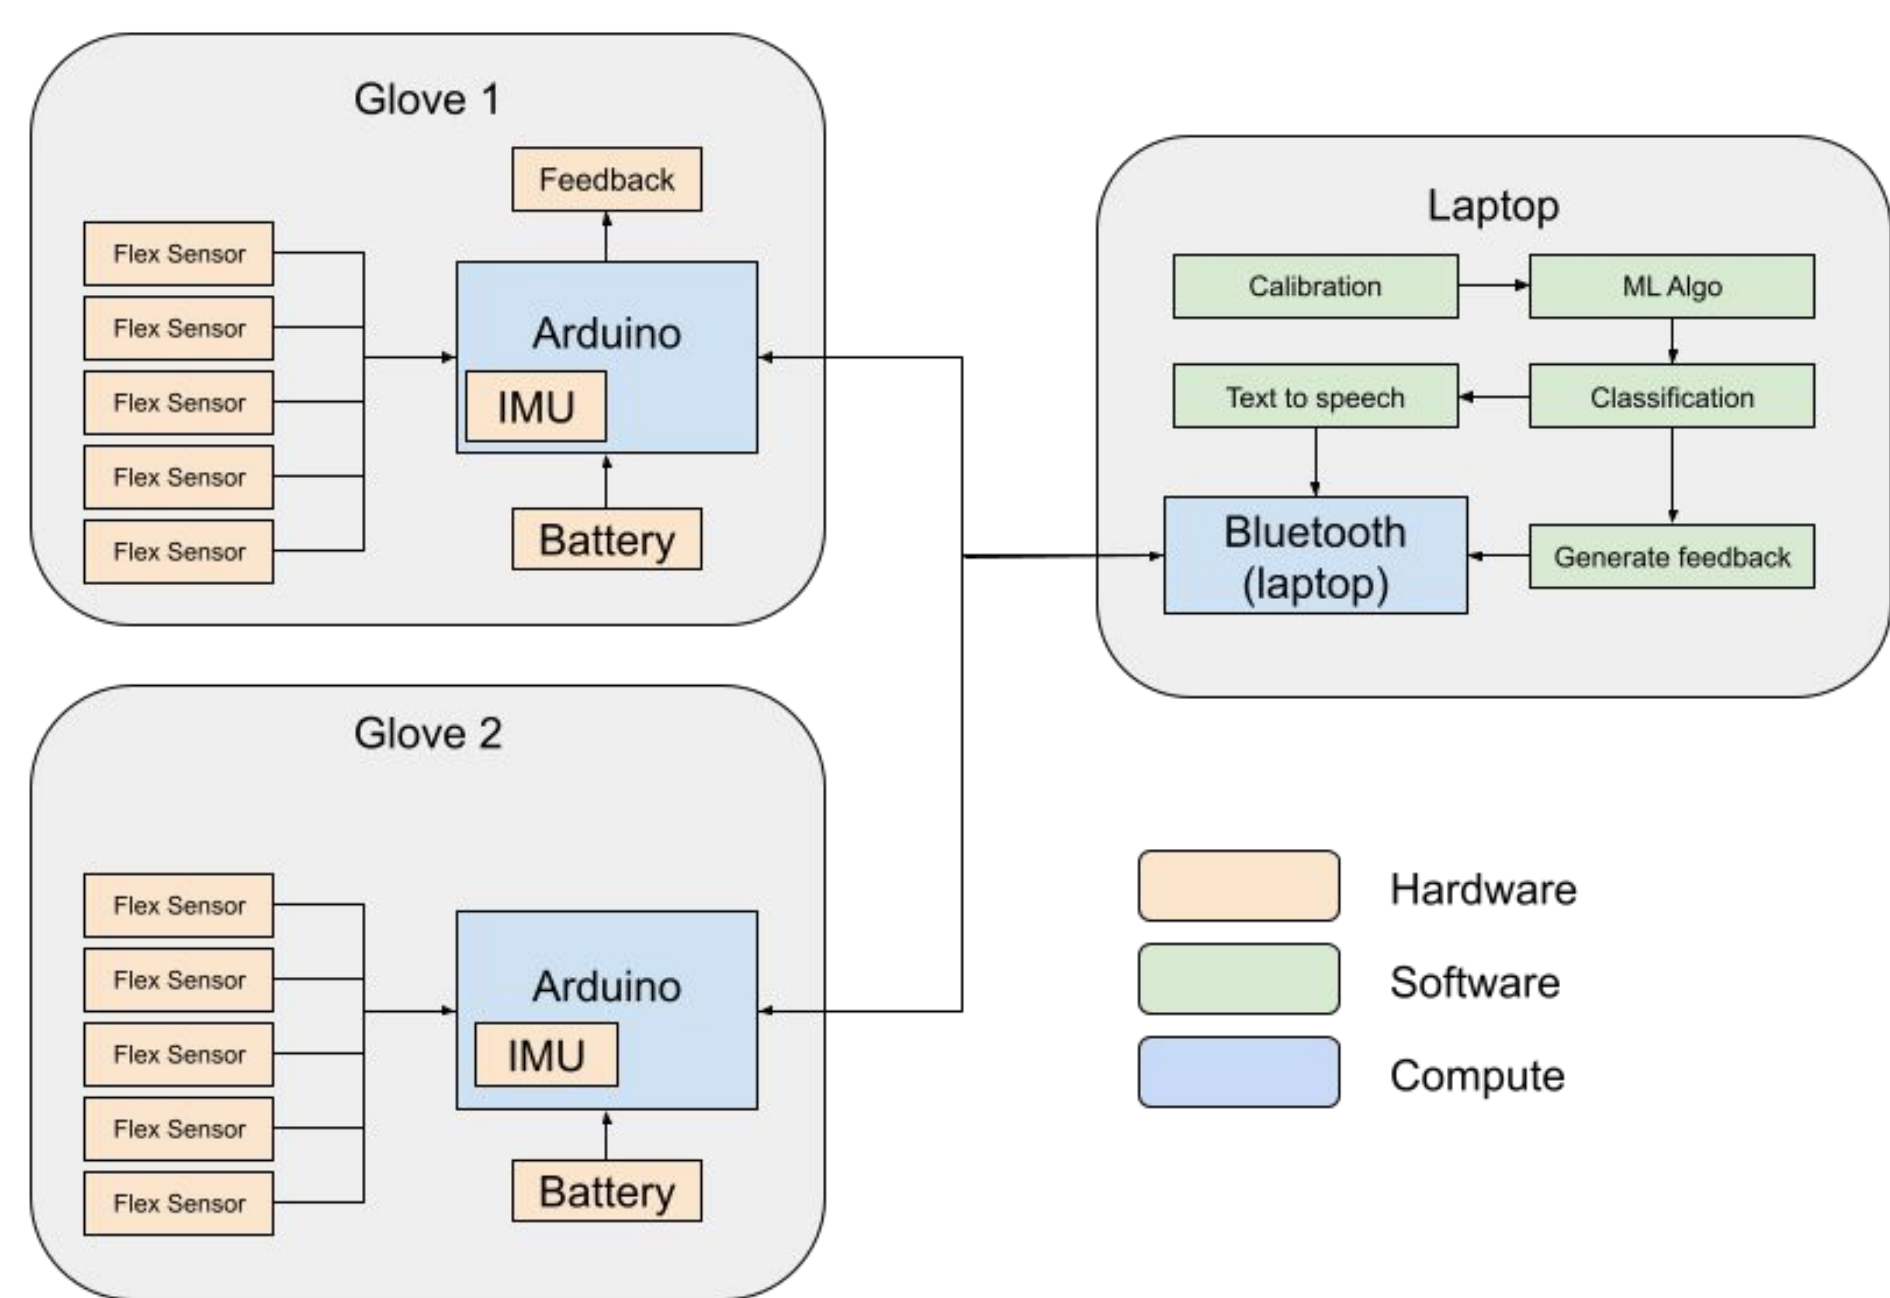 Glove 1
Feedback
Flex Sensor
Flex Sensor
Flex Sensor
Flex Sensor
Flex Sensor
Arduino
IMU
Battery
Laptop
Calibration
ML Algo
Text to speech
Classification
Bluetooth
(laptop)
Generate feedback
Glove 2
Flex Sensor
Flex Sensor
Flex Sensor
Flex Sensor
Flex Sensor
Arduino
IMU
Battery
Hardware
Software
Compute